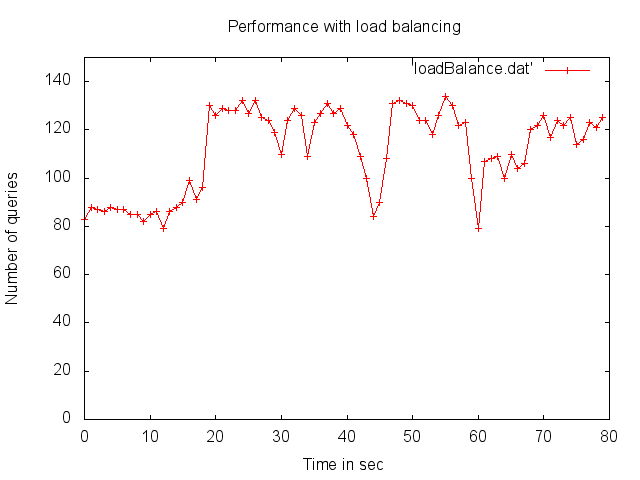 Performance with load balancing
'loadBalance.dat'
140
120
100
80
60
40
20
0
Number of queries
0 10 20 30 40 50 60 70 80
Time in sec